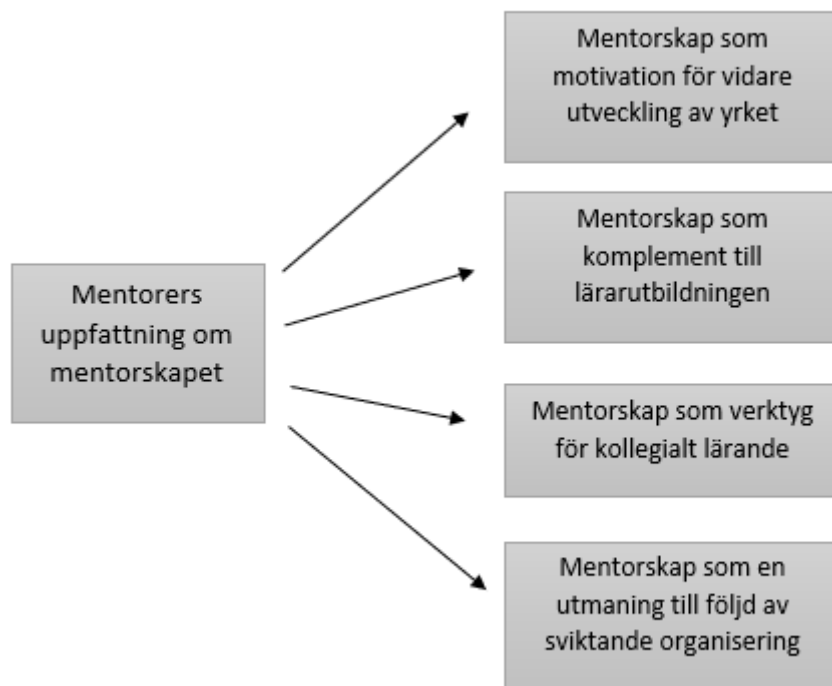 Mentorers
uppfattning om
mentorskapet
Mentorskap som
motivation för vidare
utveckling av yrket
Mentorskap som
komplement till
lärarutbildningen
Mentorskap som verktyg
för kollegialt lärande
Mentorskap som en
utmaning till följd av
sviktande organisering